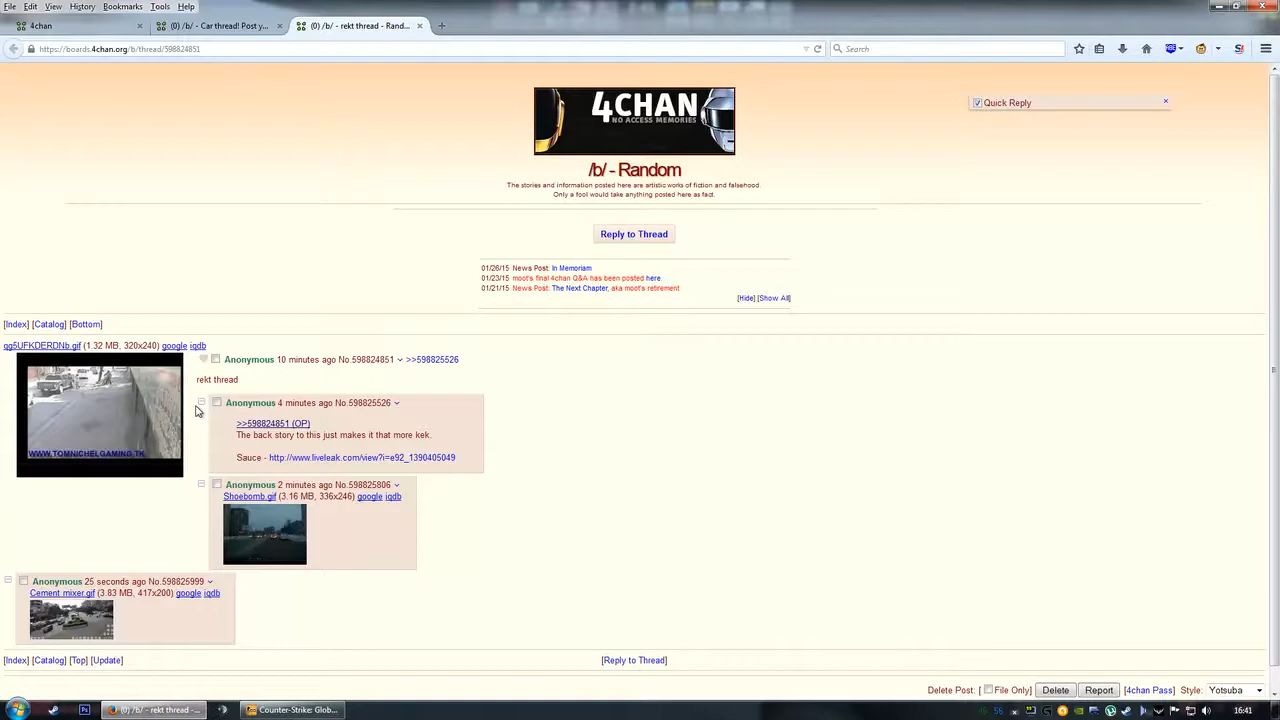 File Edit View History Bookmarks Tools Help
4chan × (0) /b/ - Car thread! Post y... × (0) /b/ - rekt thread - Rand... × +
https://boards.4chan.org/b/thread/598824851
Search
4CHAN
NO ACCESS MEMORIES
Quick Reply ×
/b/ - Random
The stories and information posted here are artistic works of fiction and falsehood.
Only a fool would take anything posted here as fact.
Reply to Thread
01/26/15 News Post: In Memoriam
01/23/15 moot's final 4chan Q&A has been posted here.
01/21/15 News Post: The Next Chapter, aka moot's retirement
[Hide] [Show All]
[Index] [Catalog] [Bottom]
qg5UFKDERDNb.gif (1.32 MB, 320x240) google iqdb
Anonymous 10 minutes ago No.598824851 >>598825526
rekt thread
WWW.TOMNICHELGAMING.TK
Anonymous 4 minutes ago No.598825526
>>598824851 (OP)
The back story to this just makes it that more kek.
Sauce - http://www.liveleak.com/view?i=e92_1390405049
Anonymous 2 minutes ago No.598825806
Shoebomb.gif (3.16 MB, 336x246) google iqdb
Anonymous 25 seconds ago No.598825999
Cement mixer.gif (3.83 MB, 417x200) google iqdb
[Index] [Catalog] [Top] [Update]
[Reply to Thread]
Delete Post: [ File Only] Delete Report [4chan Pass] Style: Yotsuba
(0) /b/ - rekt thread -... Counter-Strike: Glob...
56
16:41